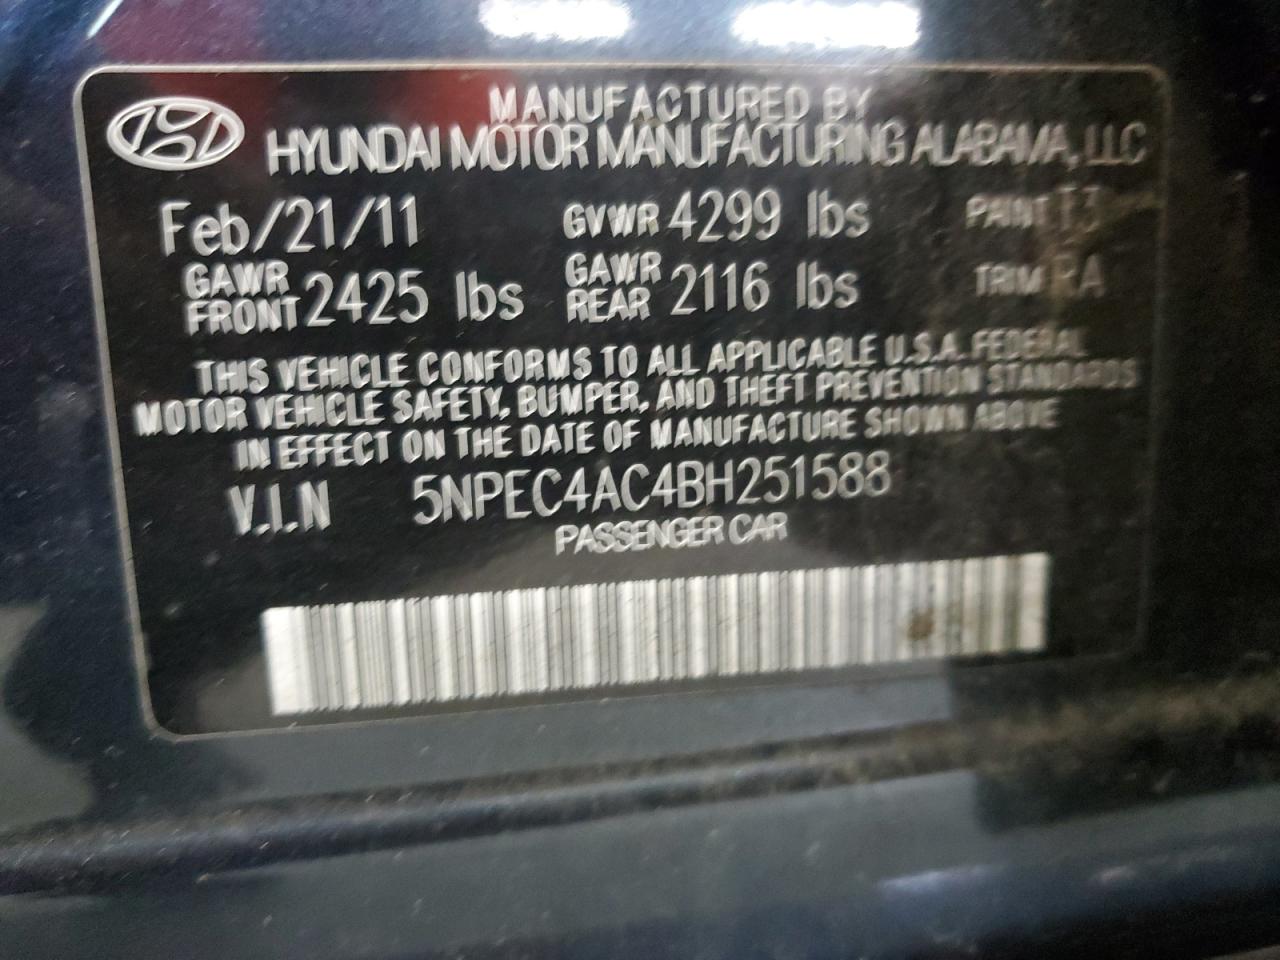 MANUFACTURED BY
HYUNDAI MOTOR MANUFACTURING ALABAMA, LLC
Feb/21/11 GVWR 4299 lbs PAINT T3
GAWR FRONT 2425 lbs GAWR REAR 2116 lbs TRIM RA
THIS VEHICLE CONFORMS TO ALL APPLICABLE U.S.A. FEDERAL
MOTOR VEHICLE SAFETY, BUMPER, AND THEFT PREVENTION STANDARDS
IN EFFECT ON THE DATE OF MANUFACTURE SHOWN ABOVE
V.I.N 5NPEC4AC4BH251588
PASSENGER CAR